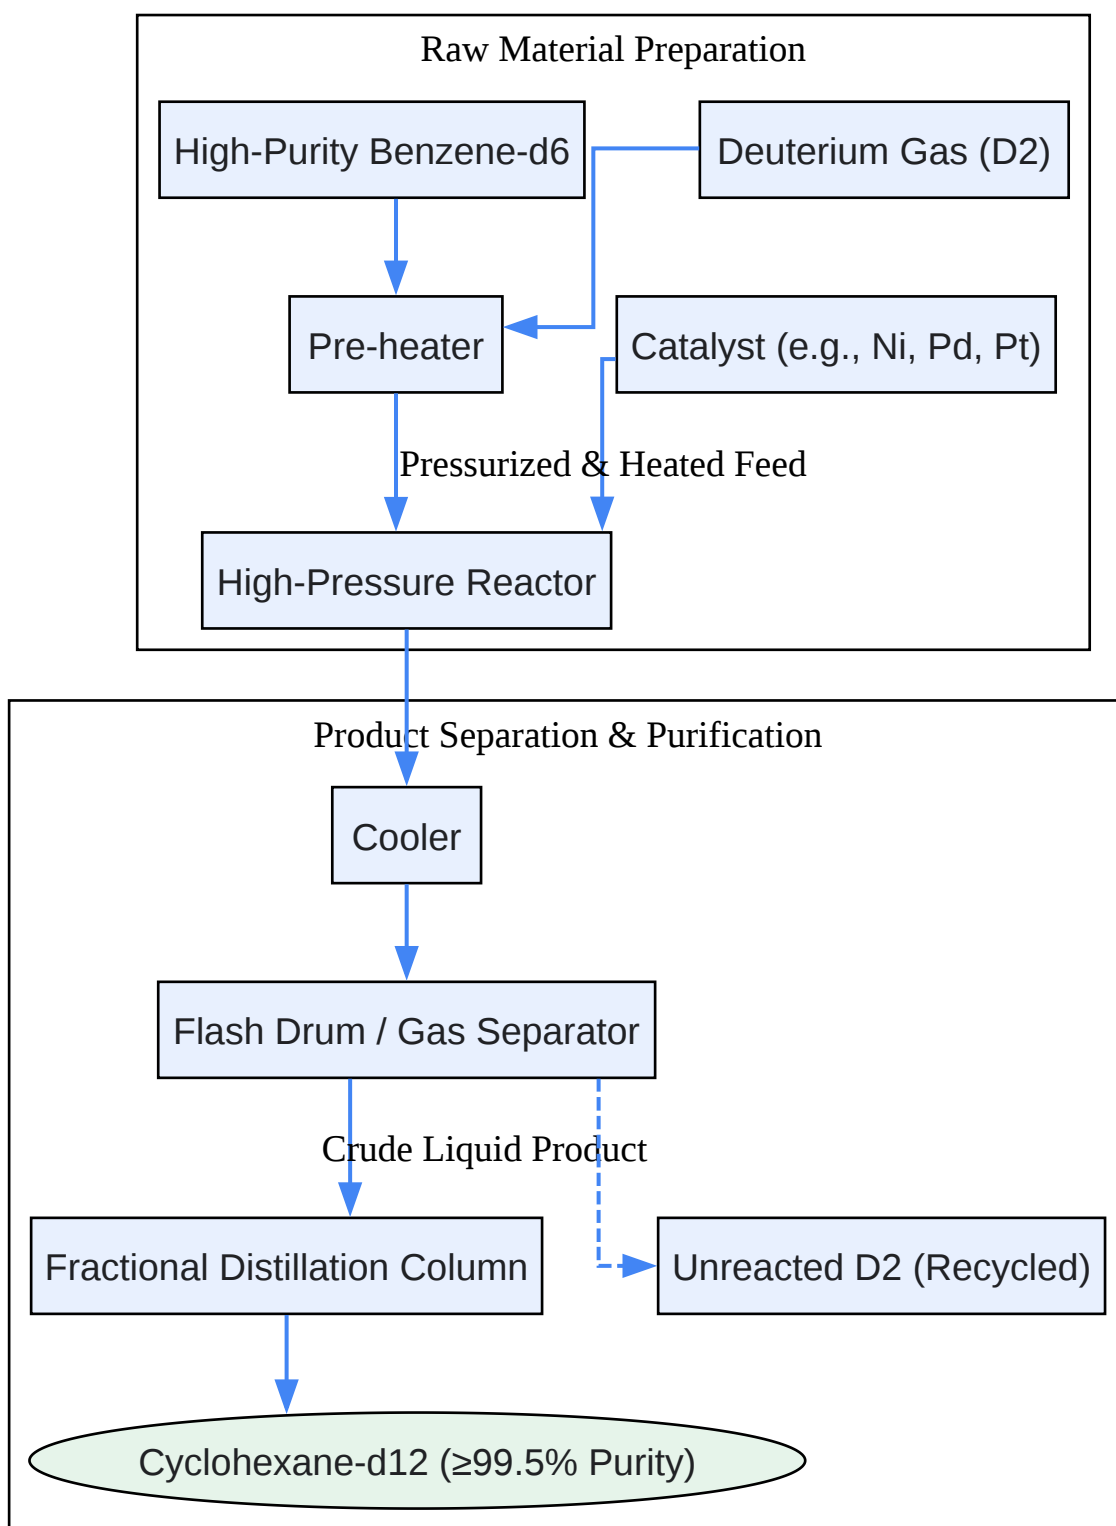 Raw Material Preparation
High-Purity Benzene-d6
Deuterium Gas (D2)
Pre-heater
Catalyst (e.g., Ni, Pd, Pt)
Pressurized & Heated Feed
High-Pressure Reactor
Product Separation & Purification
Cooler
Flash Drum / Gas Separator
Crude Liquid Product
Fractional Distillation Column
Unreacted D2 (Recycled)
Cyclohexane-d12 (≥99.5% Purity)